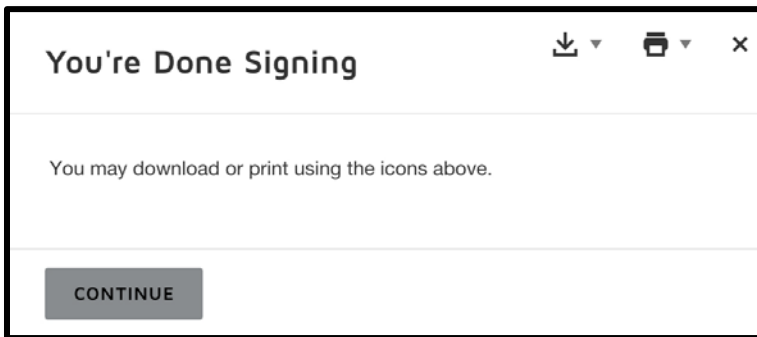 You're Done Signing
You may download or print using the icons above.
CONTINUE